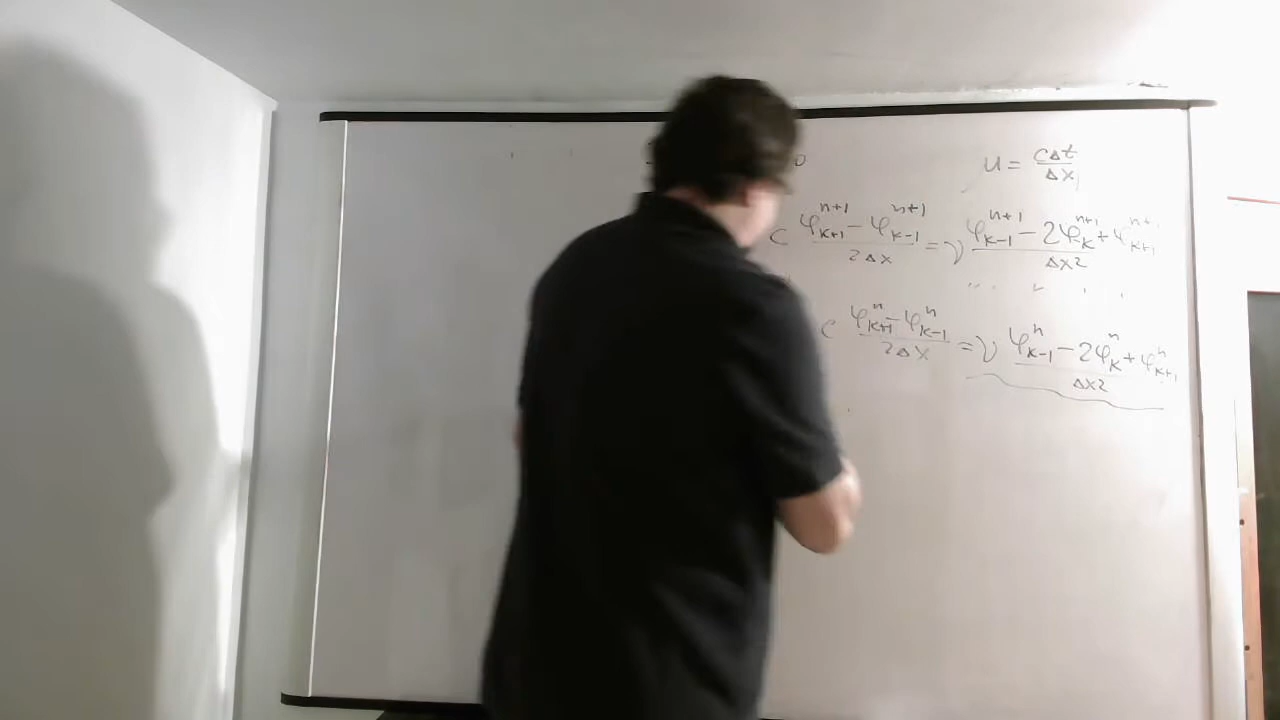 0
u = cΔt/Δx
c (φ_{k+1}^{n+1} - φ_{k-1}^{n+1})/(2Δx) = ν (φ_{k-1}^{n+1} - 2φ_k^{n+1} + φ_{k+1}^{n+1})/Δx2
c (φ_{k+1}^n - φ_{k-1}^n)/(2Δx) = ν (φ_{k-1}^n - 2φ_k^n + φ_{k+1}^n)/Δx2